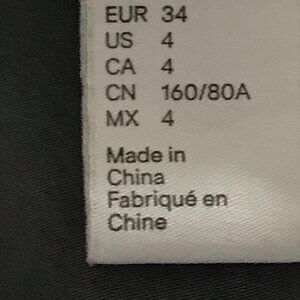 EUR 34
US 4
CA 4
CN 160/80A
MX 4
Made in
China
Fabriqué en
Chine